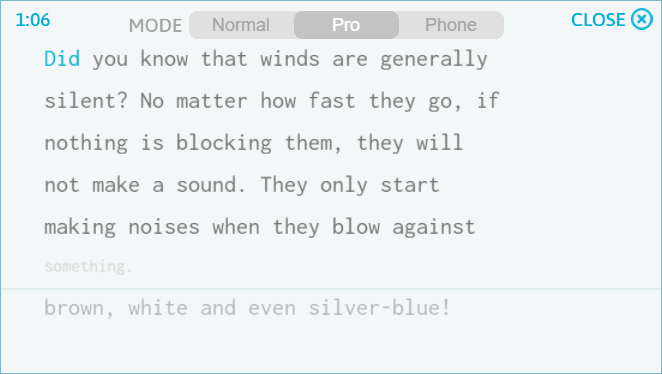 1:06
MODE Normal Pro Phone
CLOSE
Did you know that winds are generally
silent? No matter how fast they go, if
nothing is blocking them, they will
not make a sound. They only start
making noises when they blow against
something.
brown, white and even silver-blue!